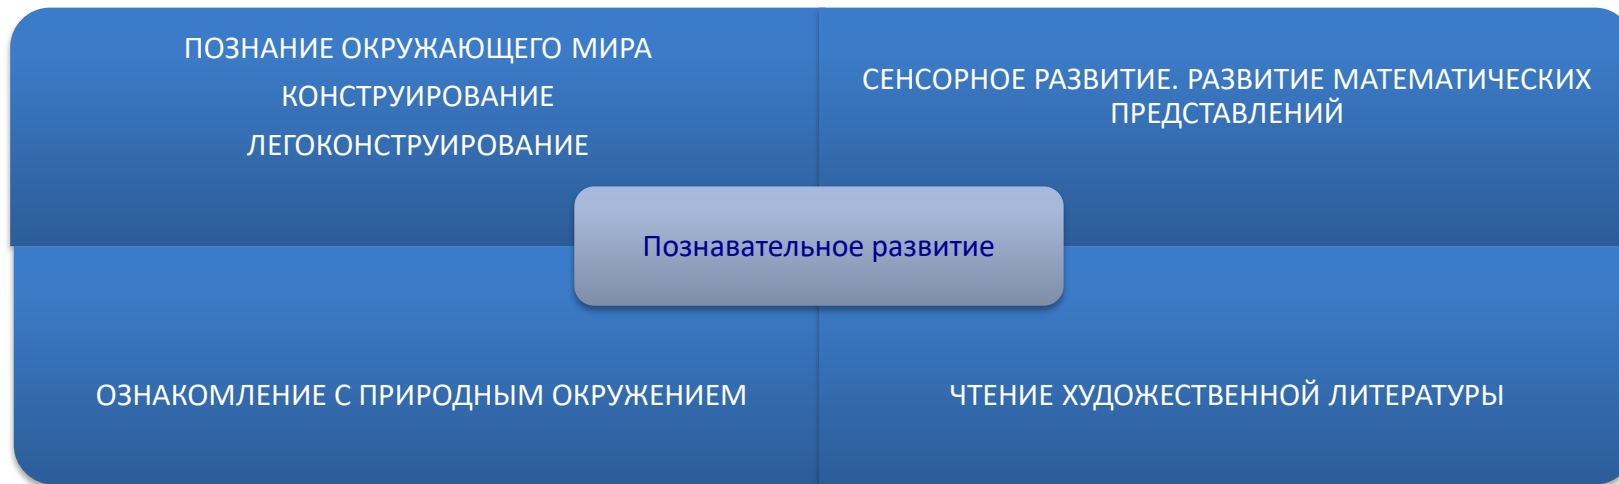 ПОЗНАНИЕ ОКРУЖАЮЩЕГО МИРА
КОНСТРУИРОВАНИЕ
ЛЕГОКОНСТРУИРОВАНИЕ
СЕНСОРНОЕ РАЗВИТИЕ. РАЗВИТИЕ МАТЕМАТИЧЕСКИХ
ПРЕДСТАВЛЕНИЙ
Познавательное развитие
ОЗНАКОМЛЕНИЕ С ПРИРОДНЫМ ОКРУЖЕНИЕМ
ЧТЕНИЕ ХУДОЖЕСТВЕННОЙ ЛИТЕРАТУРЫ